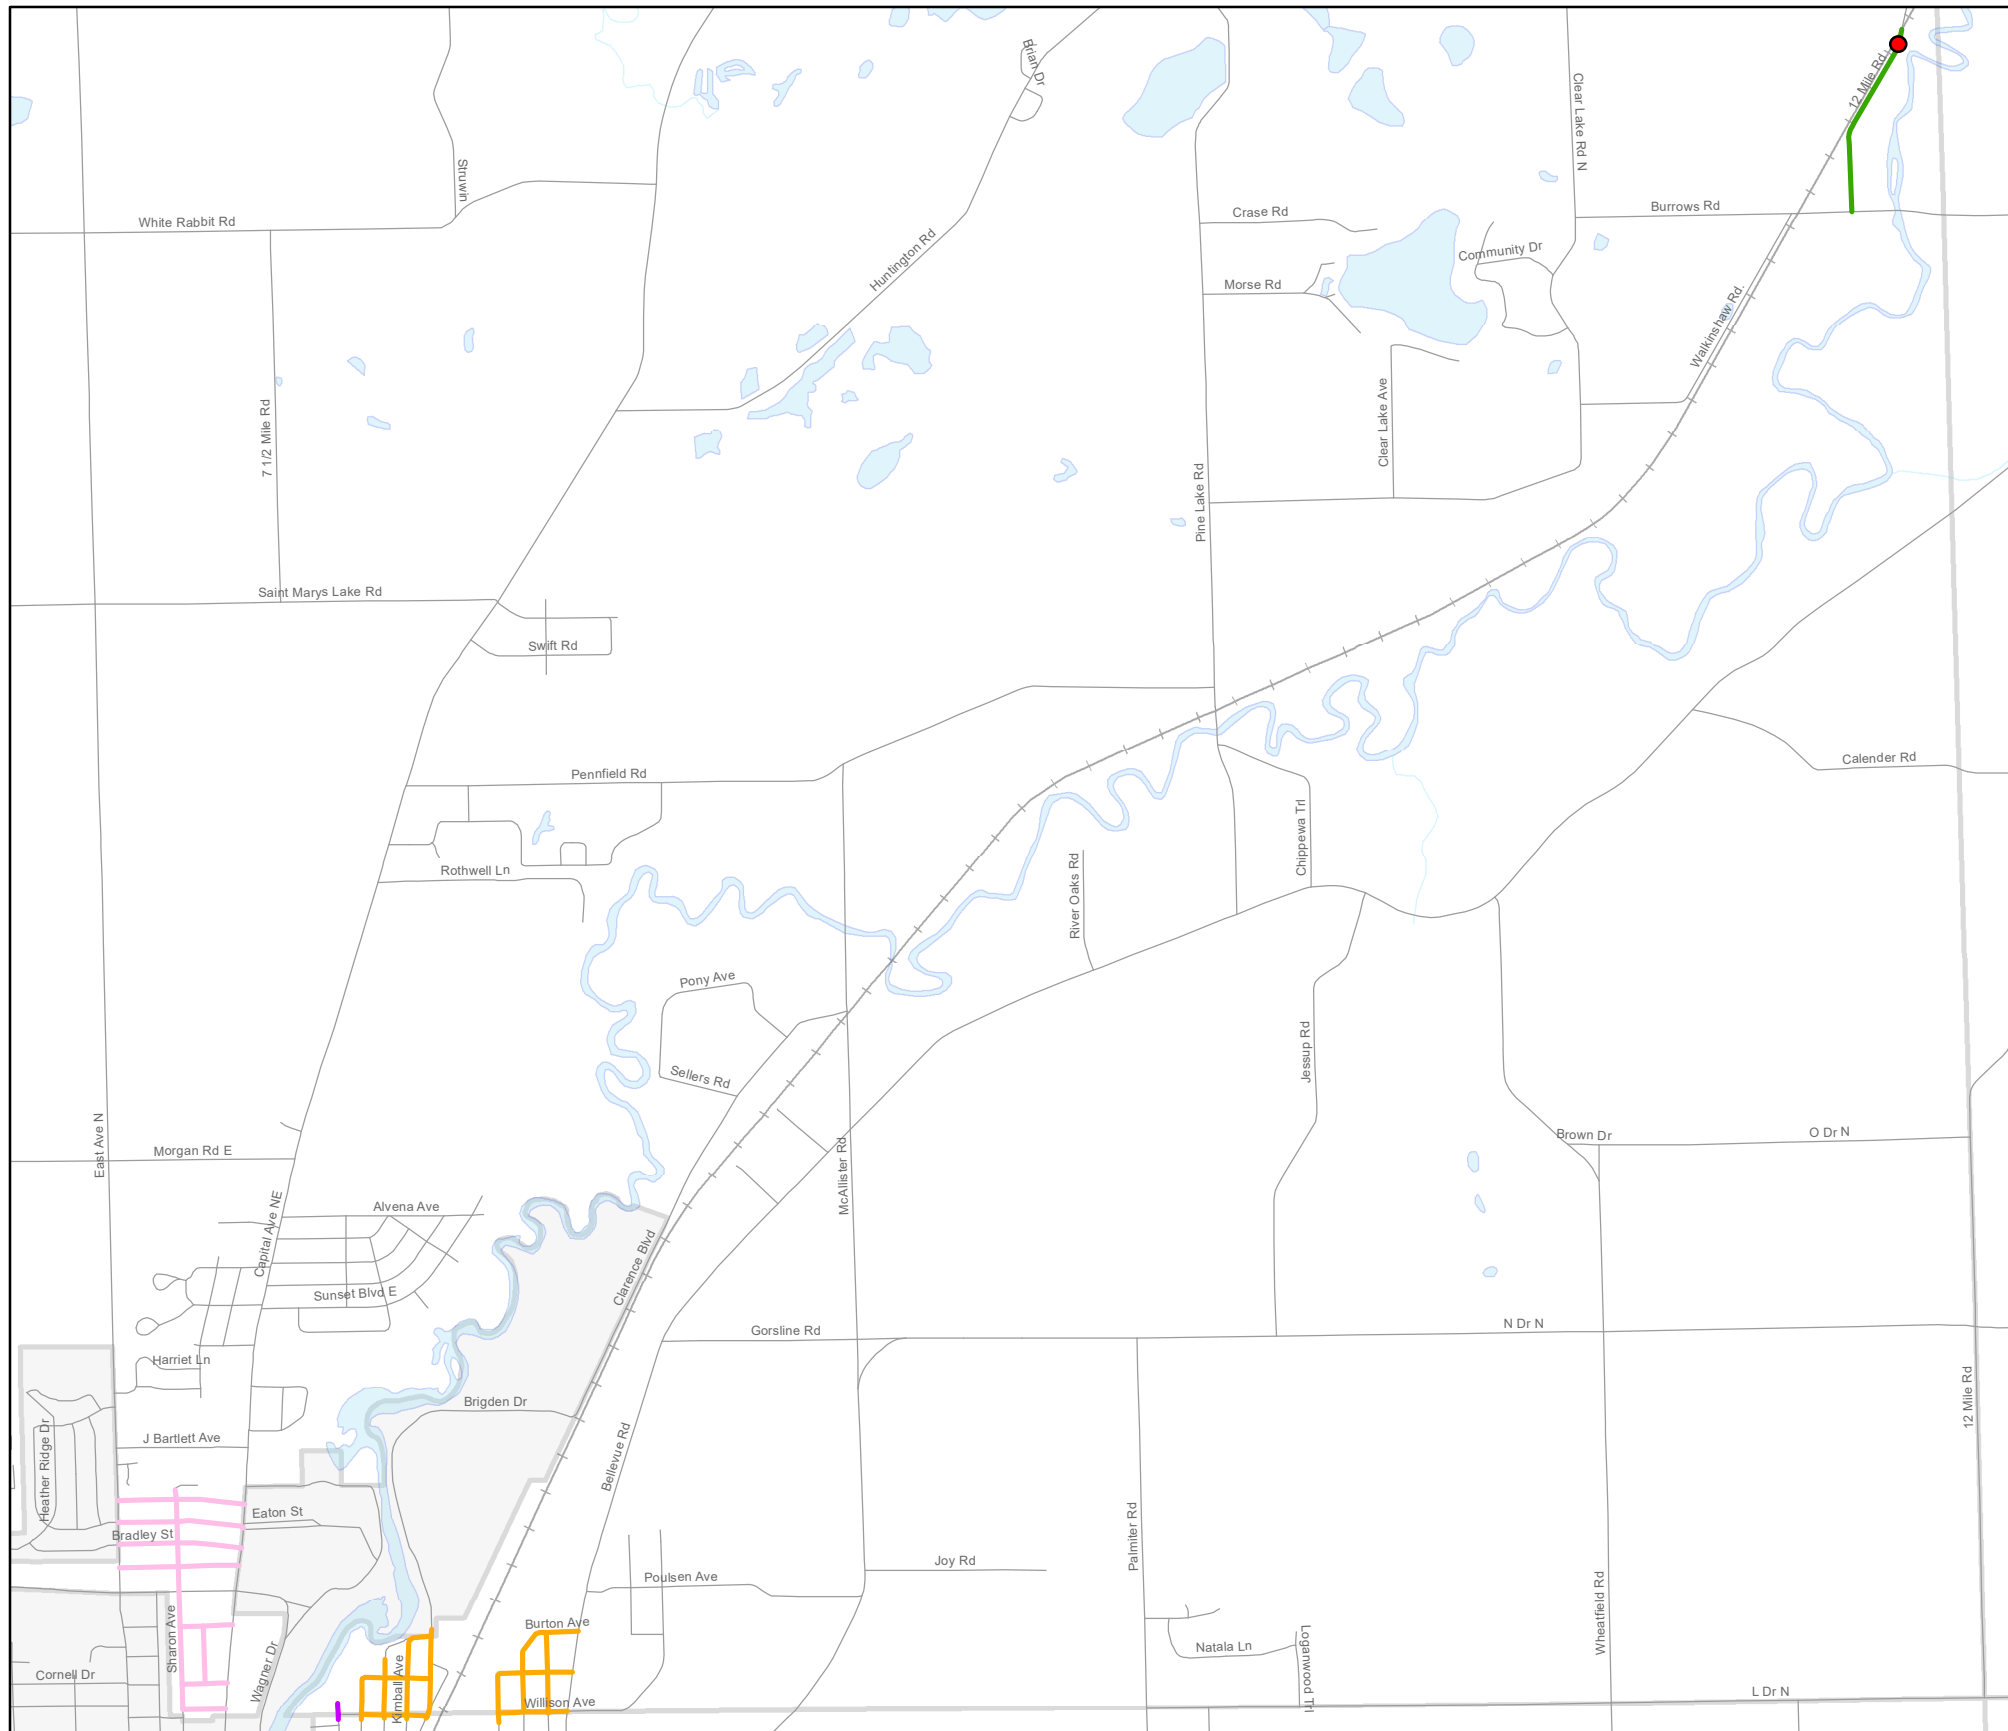 Brian Dr
12 Mile Rd
Clear Lake Rd N
Struwin
White Rabbit Rd
Burrows Rd
Crase Rd
Huntington Rd
Community Dr
Morse Rd
Walkinshaw Rd.
7 1/2 Mile Rd
Clear Lake Ave
Pine Lake Rd
Saint Marys Lake Rd
Swift Rd
Calender Rd
Pennfield Rd
Chippewa Trl
Rothwell Ln
River Oaks Rd
Pony Ave
Jessup Rd
Sellers Rd
East Ave N
Morgan Rd E
Brown Dr
O Dr N
McAllister Rd
Capital Ave NE
Alvena Ave
Clarence Blvd
Sunset Blvd E
Gorsline Rd
N Dr N
Harriet Ln
12 Mile Rd
Brigden Dr
Heather Ridge Dr
J Bartlett Ave
Bellevue Rd
Eaton St
Bradley St
Palmiter Rd
Joy Rd
Poulsen Ave
Wheatfield Rd
Burton Ave
Sharon Ave
Natala Ln
Loganwood Trl
Cornell Dr
Wagner Dr
Kimball Ave
Willison Ave
L Dr N